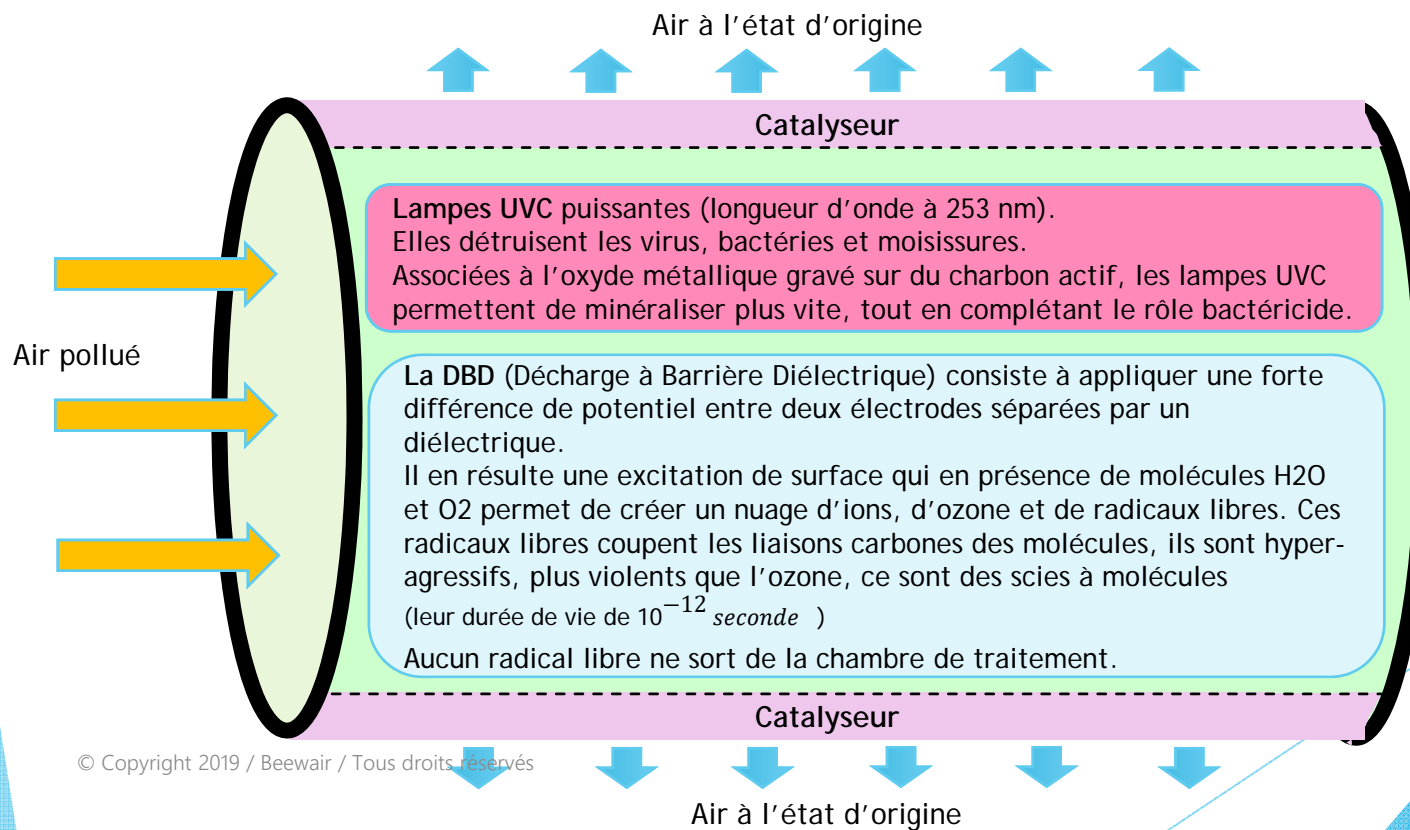 Air à l’état d’origine
Catalyseur
Lampes UVC puissantes (longueur d’onde à 253 nm).
Elles détruisent les virus, bactéries et moisissures.
Associées à l’oxyde métallique gravé sur du charbon actif, les lampes UVC
permettent de minéraliser plus vite, tout en complétant le rôle bactéricide.
Air pollué
La DBD (Décharge à Barrière Diélectrique) consiste à appliquer une forte
différence de potentiel entre deux électrodes séparées par un
diélectrique.
Il en résulte une excitation de surface qui en présence de molécules H2O
et O2 permet de créer un nuage d’ions, d’ozone et de radicaux libres. Ces
radicaux libres coupent les liaisons carbones des molécules, ils sont hyper-
agressifs, plus violents que l’ozone, ce sont des scies à molécules
(leur durée de vie de 10⁻¹² seconde )
Aucun radical libre ne sort de la chambre de traitement.
Catalyseur
© Copyright 2019 / Beewair / Tous droits réservés
Air à l’état d’origine